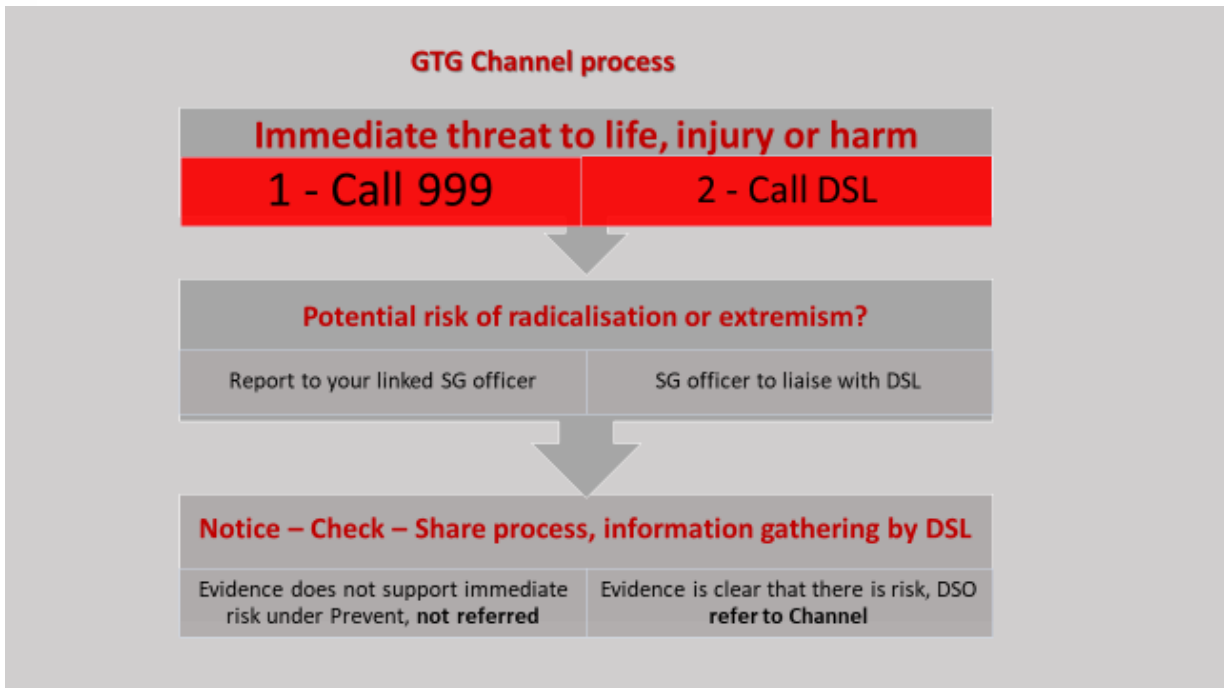 GTG Channel process
Immediate threat to life, injury or harm
1 - Call 999
2 - Call DSL
Potential risk of radicalisation or extremism?
Report to your linked SG officer
SG officer to liaise with DSL
Notice – Check – Share process, information gathering by DSL
Evidence does not support immediate
risk under Prevent, not referred
Evidence is clear that there is risk, DSO
refer to Channel